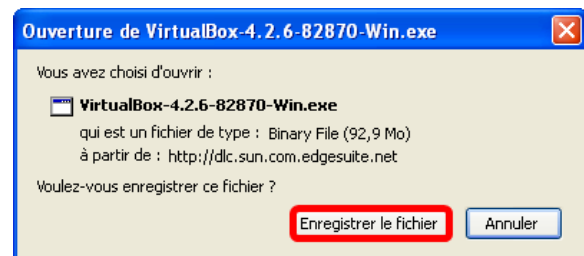 Ouverture de VirtualBox-4.2.6-82870-Win.exe
Vous avez choisi d'ouvrir :
VirtualBox-4.2.6-82870-Win.exe
qui est un fichier de type : Binary File (92,9 Mo)
à partir de : http://dlc.sun.com.edgesuite.net
Voulez-vous enregistrer ce fichier ?
Enregistrer le fichier Annuler